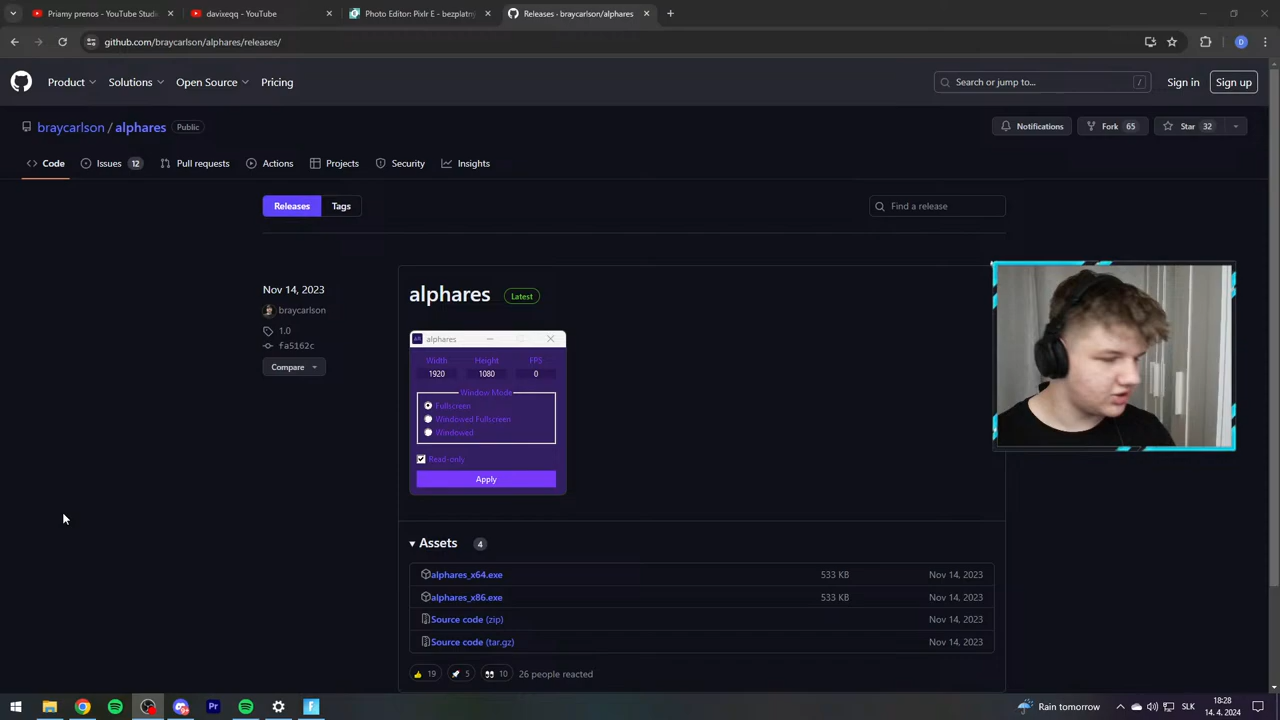 Priamy prenos - YouTube Studi
davixeqq - YouTube
Photo Editor: Pixlr E - bezplatný
Releases - braycarlson/alphares
github.com/braycarlson/alphares/releases/
D
Product
Solutions
Open Source
Pricing
Search or jump to...
/
Sign in
Sign up
braycarlson / alphares
Public
Notifications
Fork 65
Star 32
Code
Issues 12
Pull requests
Actions
Projects
Security
Insights
Releases
Tags
Find a release
Nov 14, 2023
braycarlson
1.0
fa5162c
Compare
alphares
Latest
alphares
Width Height FPS
1920 1080 0
Window Mode
Fullscreen
Windowed Fullscreen
Windowed
Read-only
Apply
Assets 4
alphares_x64.exe 533 KB Nov 14, 2023
alphares_x86.exe 533 KB Nov 14, 2023
Source code (zip) Nov 14, 2023
Source code (tar.gz) Nov 14, 2023
19 5 10 26 people reacted
Pr
F
Rain tomorrow
SLK
18:28
14. 4. 2024